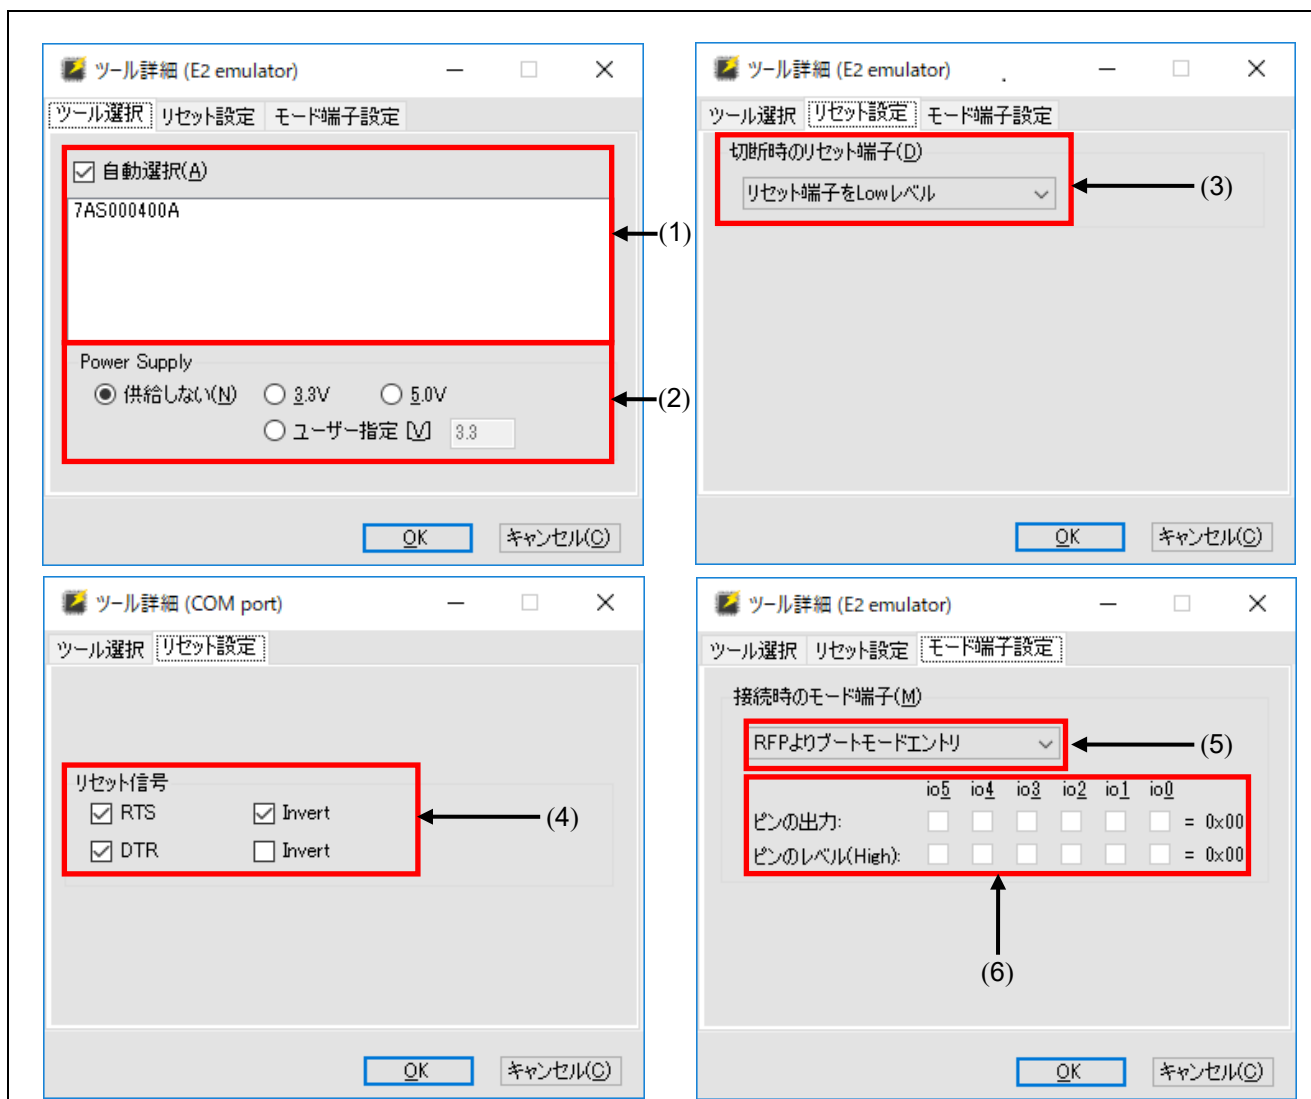 ツール詳細 (E2 emulator)
ツール選択 リセット設定 モード端子設定
自動選択(A)
7AS000400A
(1)
Power Supply
供給しない(N) 3.3V 5.0V
ユーザー指定 [V] 3.3
(2)
OK キャンセル(C)
ツール詳細 (E2 emulator)
ツール選択 リセット設定 モード端子設定
切断時のリセット端子(D)
リセット端子をLowレベル
(3)
OK キャンセル(C)
ツール詳細 (COM port)
ツール選択 リセット設定
リセット信号
RTS Invert
DTR Invert
(4)
OK キャンセル(C)
ツール詳細 (E2 emulator)
ツール選択 リセット設定 モード端子設定
接続時のモード端子(M)
RFPよりブートモードエントリ
(5)
io5 io4 io3 io2 io1 io0
ピンの出力: = 0x00
ピンのレベル(High): = 0x00
(6)
OK キャンセル(C)